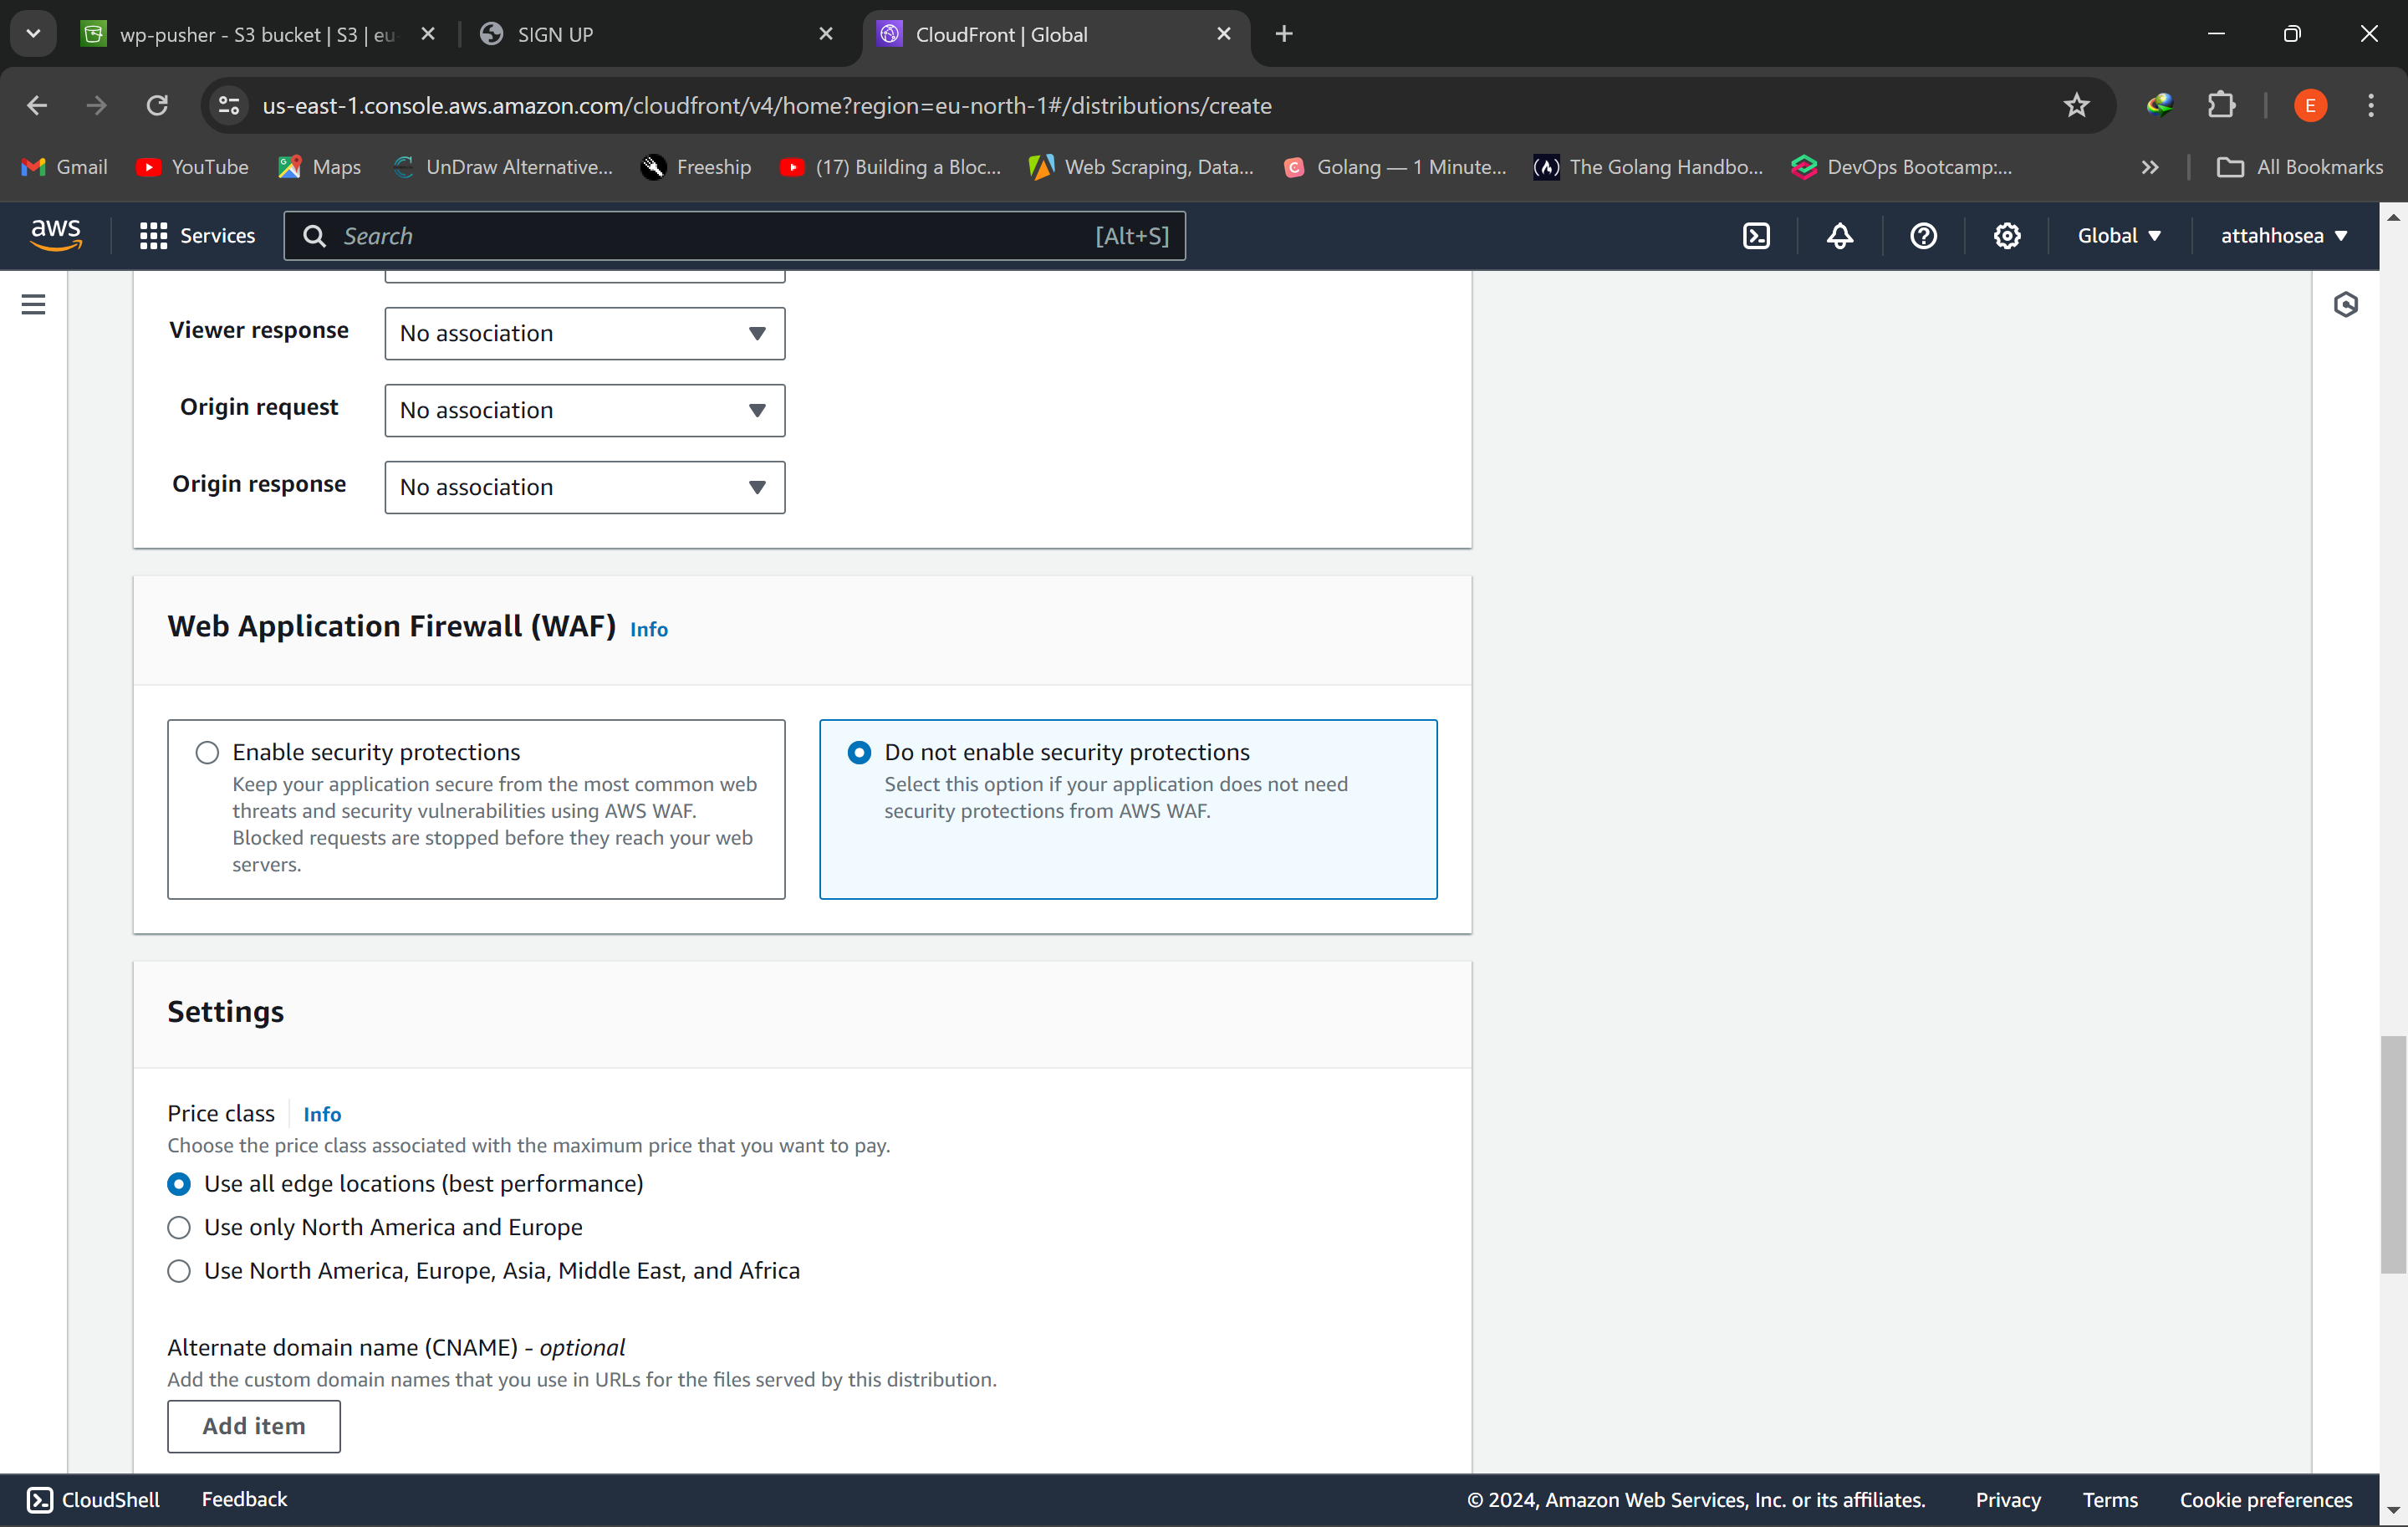 wp-pusher - S3 bucket | S3 | eu-
SIGN UP
CloudFront | Global
us-east-1.console.aws.amazon.com/cloudfront/v4/home?region=eu-north-1#/distributions/create
E
Gmail
YouTube
Maps
UnDraw Alternative...
Freeship
(17) Building a Bloc...
Web Scraping, Data...
Golang — 1 Minute...
The Golang Handbo...
DevOps Bootcamp:...
All Bookmarks
aws
Services
Search
[Alt+S]
Global
attahhosea
Viewer response
No association
Origin request
No association
Origin response
No association
Web Application Firewall (WAF) Info
Enable security protections
Keep your application secure from the most common web
threats and security vulnerabilities using AWS WAF.
Blocked requests are stopped before they reach your web
servers.
Do not enable security protections
Select this option if your application does not need
security protections from AWS WAF.
Settings
Price class Info
Choose the price class associated with the maximum price that you want to pay.
Use all edge locations (best performance)
Use only North America and Europe
Use North America, Europe, Asia, Middle East, and Africa
Alternate domain name (CNAME) - optional
Add the custom domain names that you use in URLs for the files served by this distribution.
Add item
CloudShell
Feedback
© 2024, Amazon Web Services, Inc. or its affiliates.
Privacy
Terms
Cookie preferences